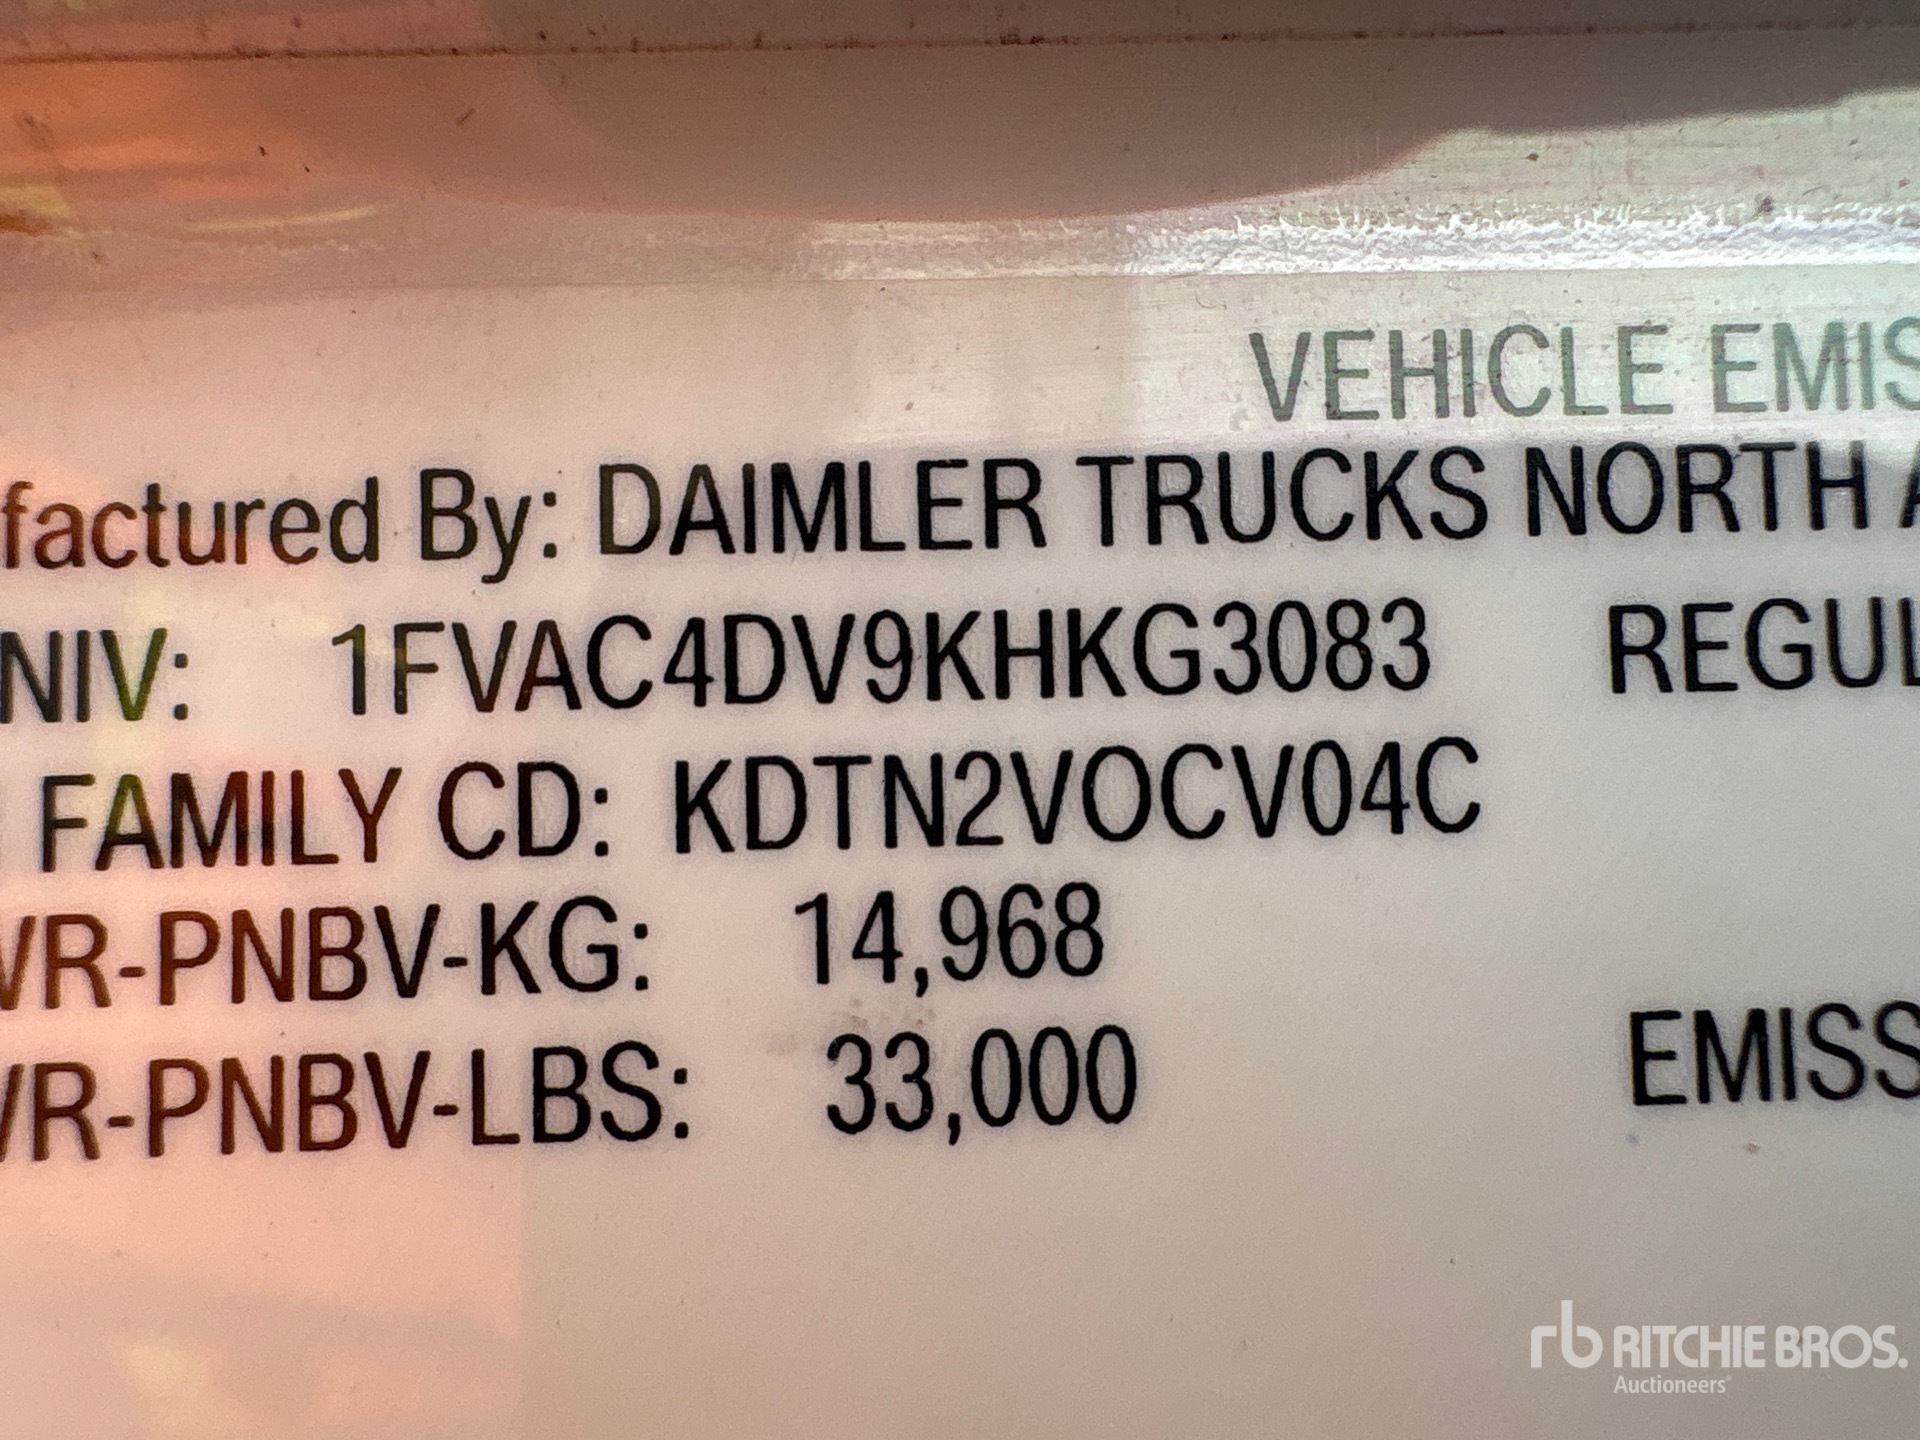 VEHICLE EMIS
factured By: DAIMLER TRUCKS NORTH A
NIV: 1FVAC4DV9KHKG3083 REGUL
FAMILY CD: KDTN2VOCV04C
VR-PNBV-KG: 14,968
VR-PNBV-LBS: 33,000 EMISS
rb RITCHIE BROS.
Auctioneers